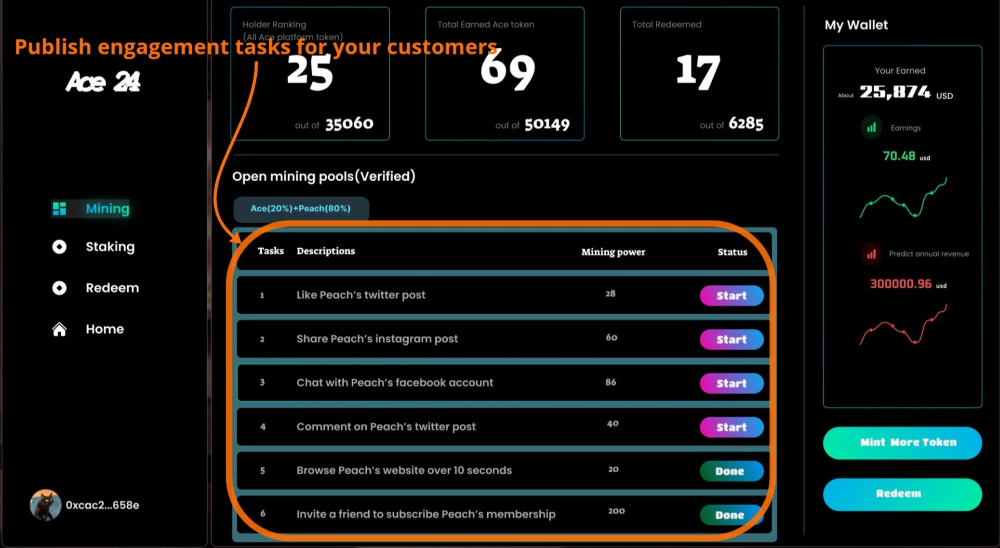 Publish engagement tasks for your customers
Ace 24
Mining
Staking
Redeem
Home
0xcac2...658e
Holder Ranking
(All Ace platform token)
25
out of 35060
Total Earned Ace token
69
out of 50149
Total Redeemed
17
out of 6285
Open mining pools(Verified)
Ace(20%)+Peach(80%)
Tasks Descriptions Mining power Status
1 Like Peach's twitter post 28 Start
2 Share Peach's instagram post 60 Start
3 Chat with Peach's facebook account 86 Start
4 Comment on Peach's twitter post 40 Start
5 Browse Peach's website over 10 seconds 20 Done
6 Invite a friend to subscribe Peach's membership 200 Done
My Wallet
Your Earned
About 25,874 USD
Earnings
70.48 usd
Predict annual revenue
300000.96 usd
Mint More Token
Redeem